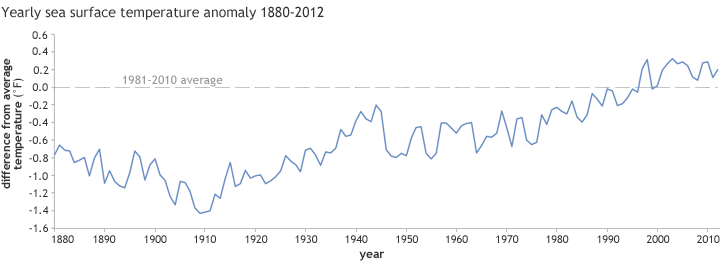 Yearly sea surface temperature anomaly 1880-2012
difference from average
temperature (°F)
0.6
0.4
0.2
0.0
-0.2
-0.4
-0.6
-0.8
-1.0
-1.2
-1.4
-1.6
1981-2010 average
1880 1890 1900 1910 1920 1930 1940 1950 1960 1970 1980 1990 2000 2010
year